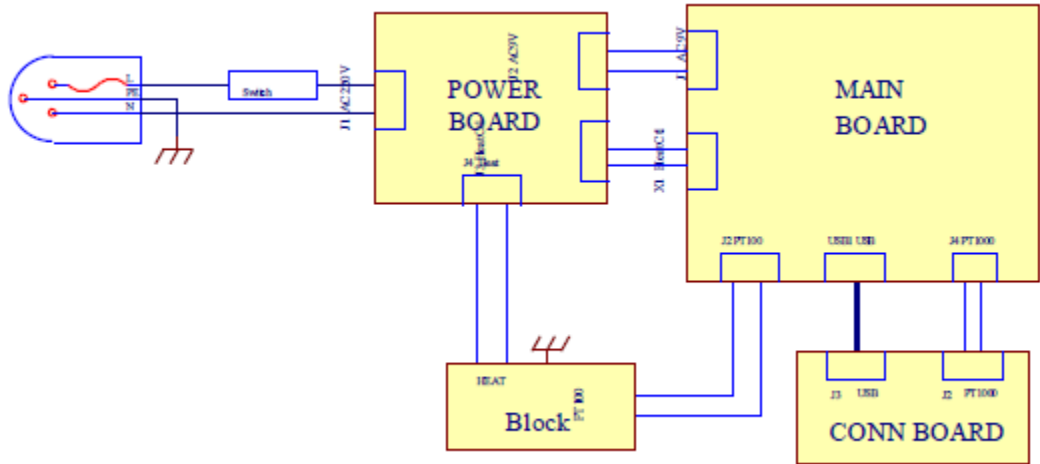 L
PE
N
Switch
J1 AC220V
POWER
BOARD
J2 AC9V
J4 Heat
J1 AC9V
X1 HeatCtl
MAIN
BOARD
J2 PT100
USB1 USB
J4 PT1000
HEAT
PT100
Block
J3 USB
J2 PT1000
CONN BOARD